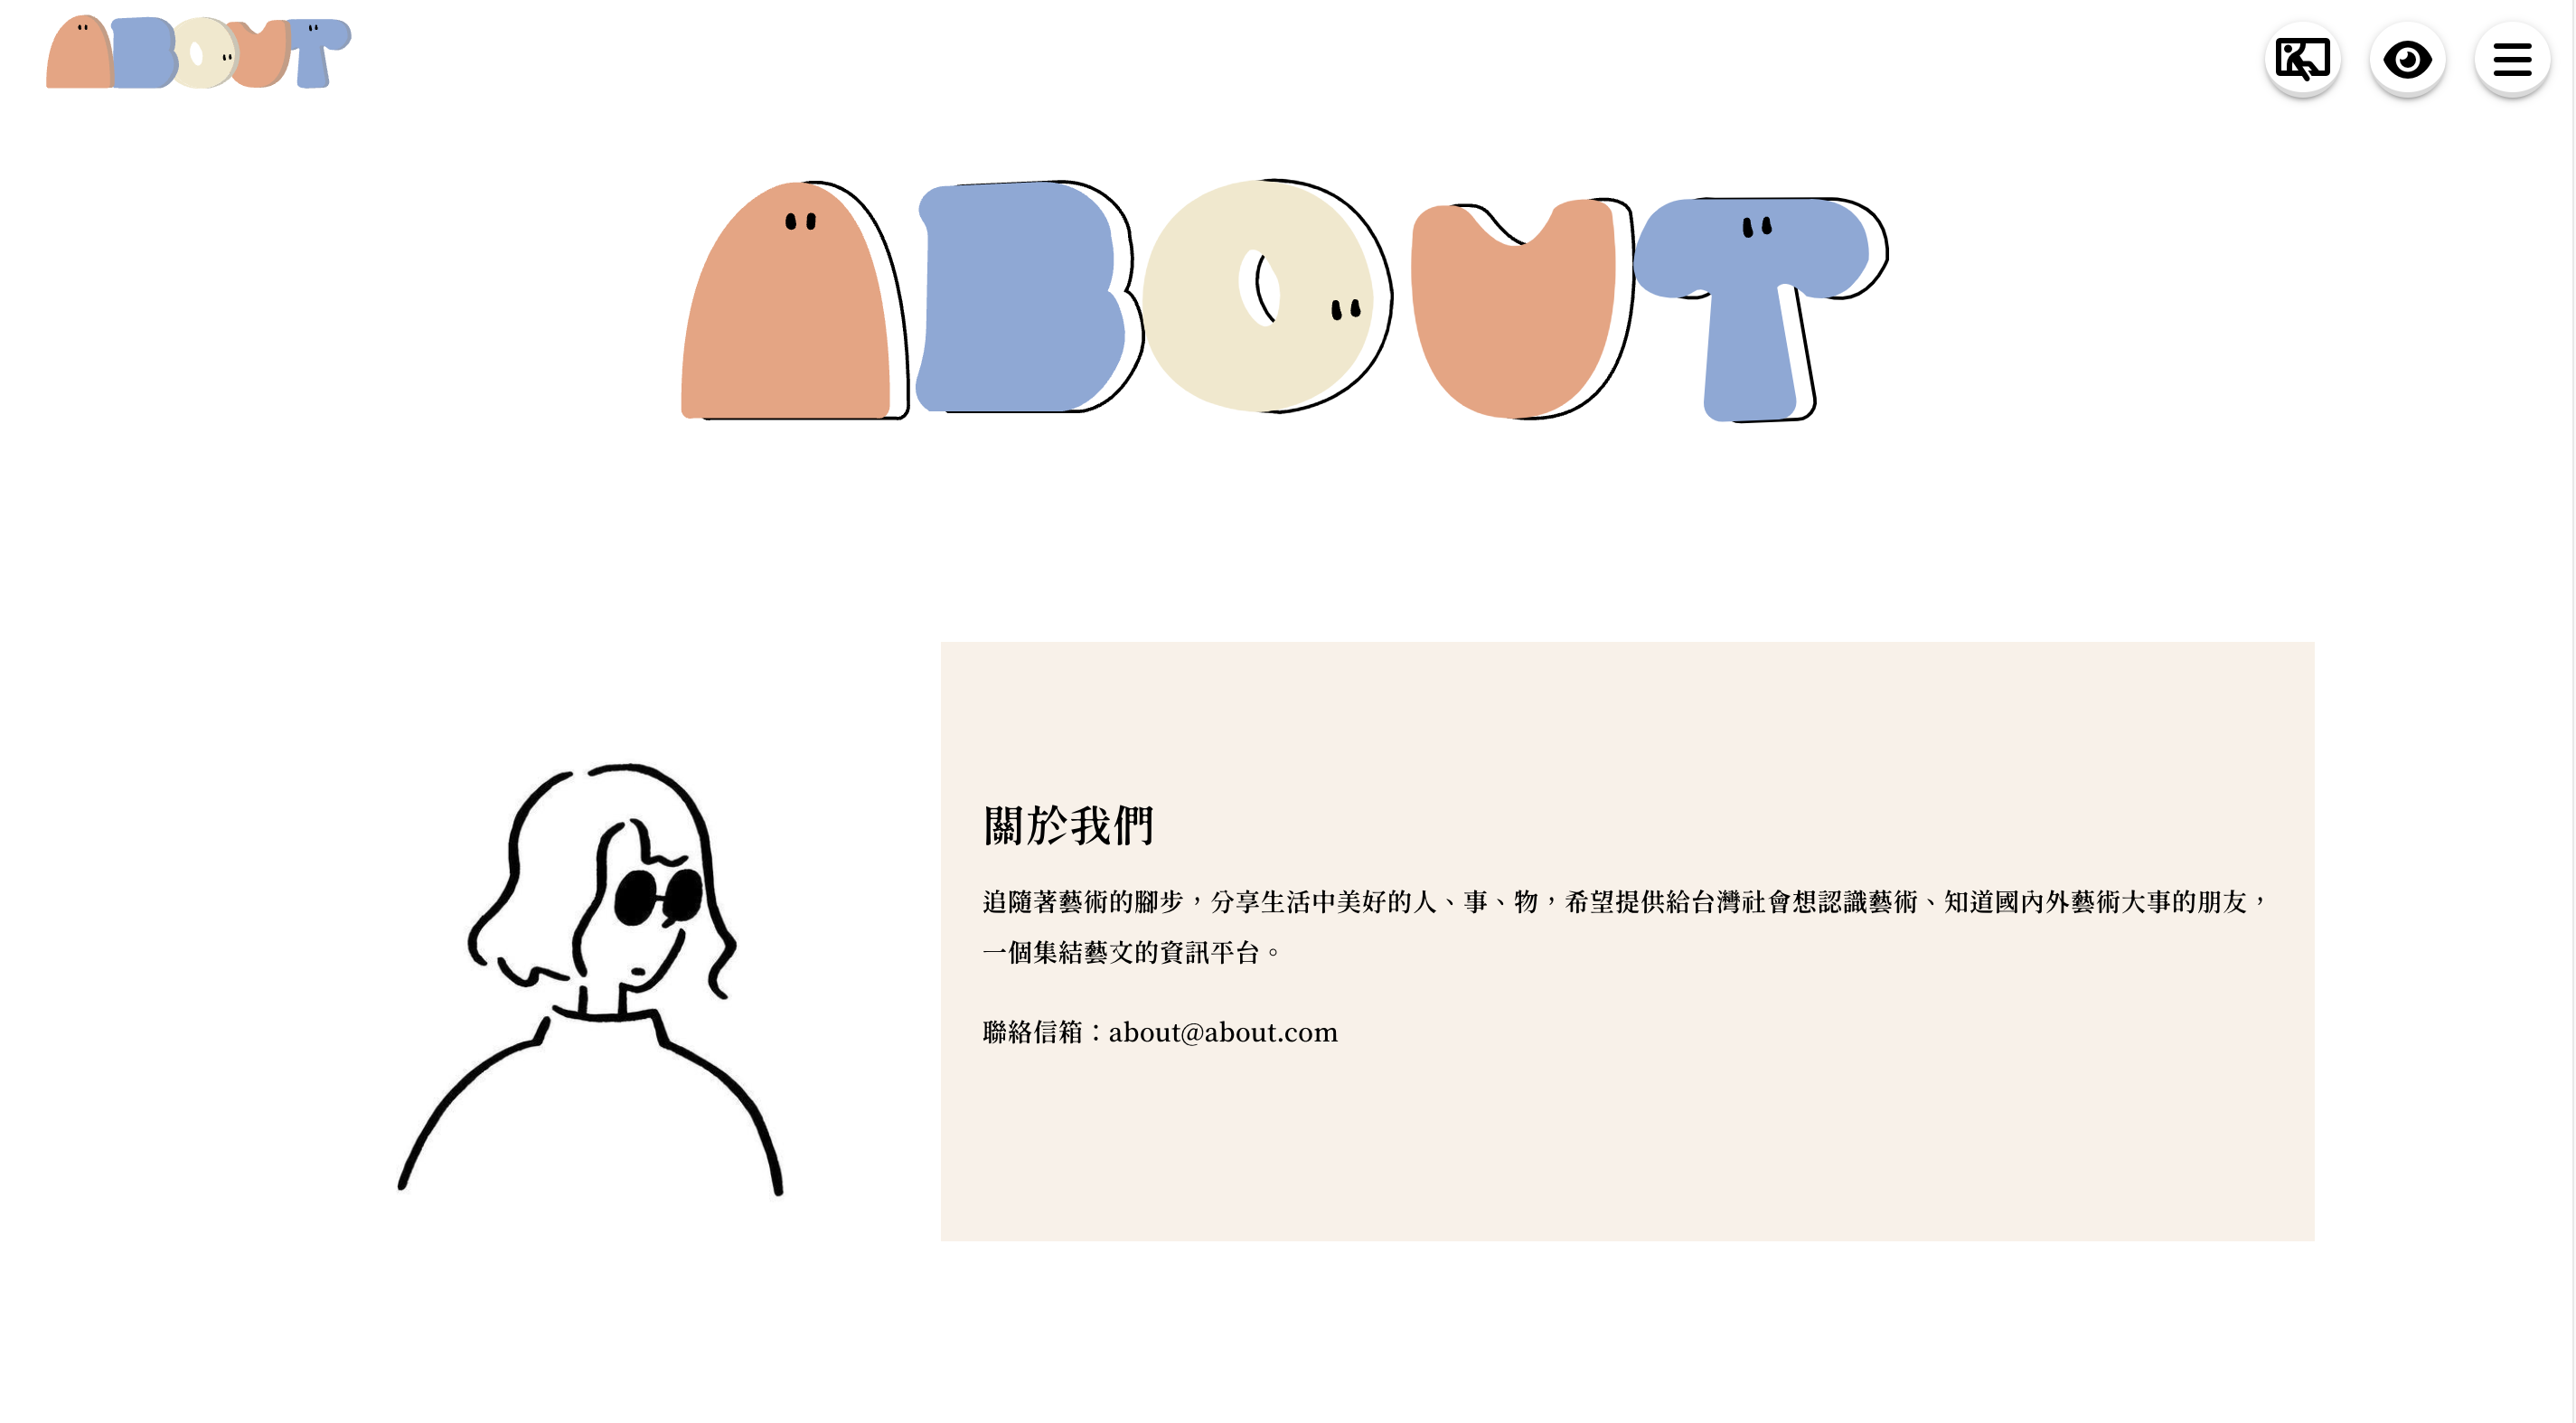 ABOUT
ABOUT
關於我們
追隨著藝術的腳步，分享生活中美好的人、事、物，希望提供給台灣社會想認識藝術、知道國內外藝術大事的朋友，
一個集結藝文的資訊平台。
聯絡信箱：about@about.com